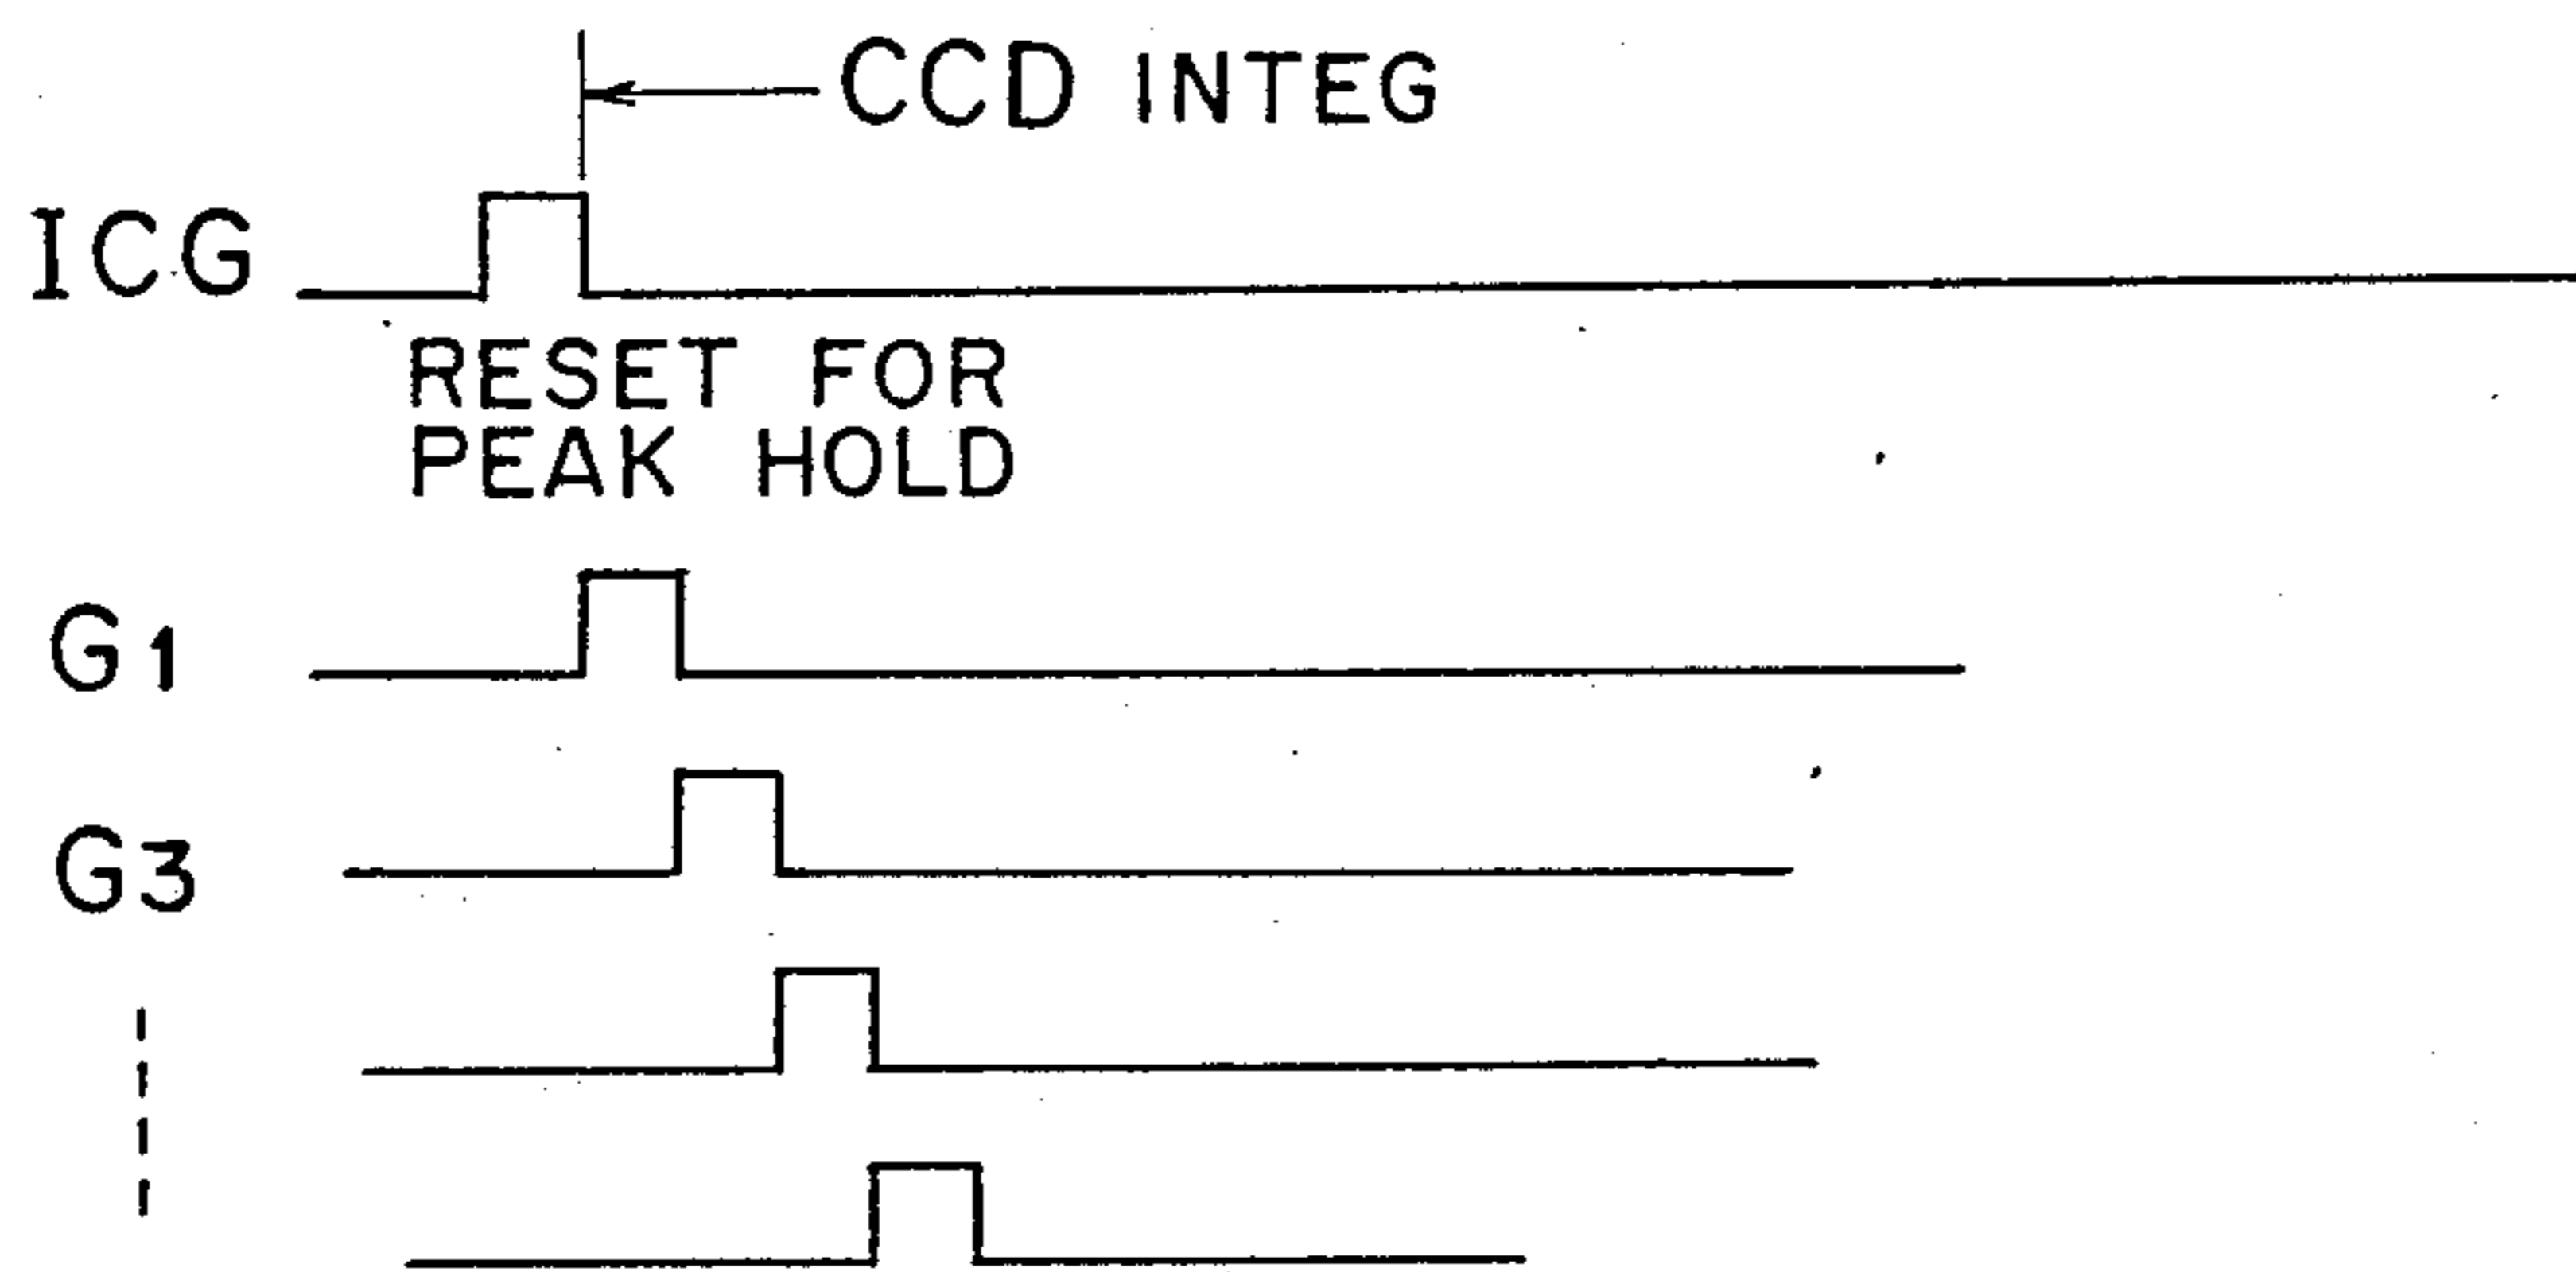 CCD INTEG
ICG
RESET FOR
PEAK HOLD
G1
G3